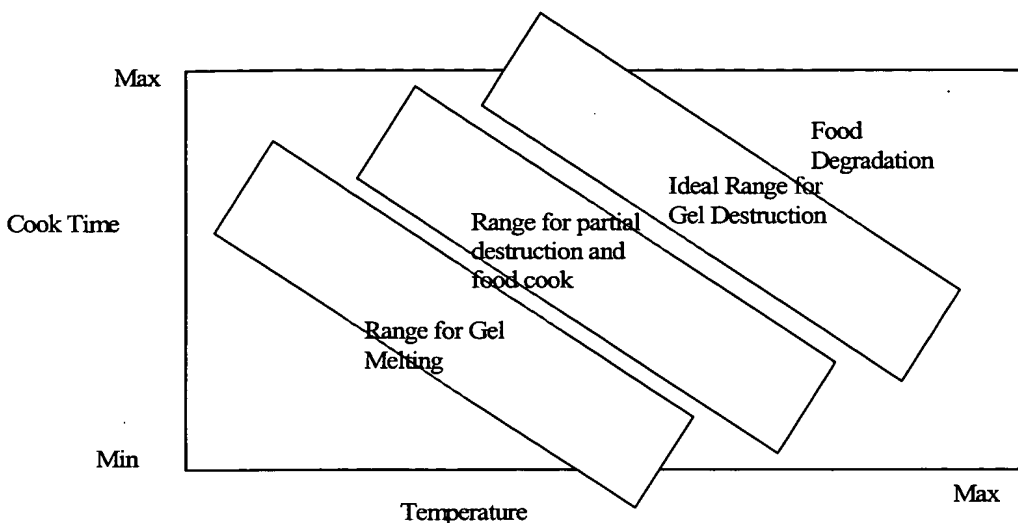 Max
Food
Degradation
Ideal Range for
Gel Destruction
Cook Time
Range for partial
destruction and
food cook
Range for Gel
Melting
Min
Max
Temperature